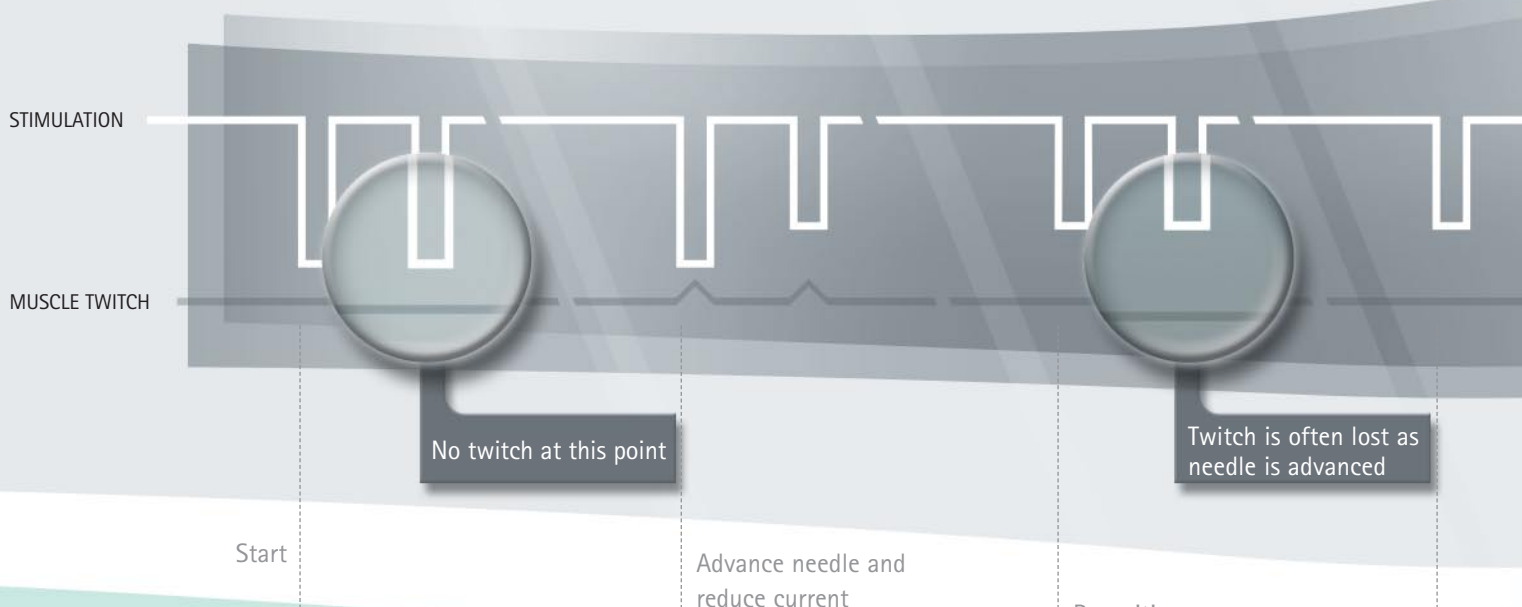 STIMULATION
MUSCLE TWITCH
No twitch at this point
Twitch is often lost as
needle is advanced
Start
Advance needle and
reduce current